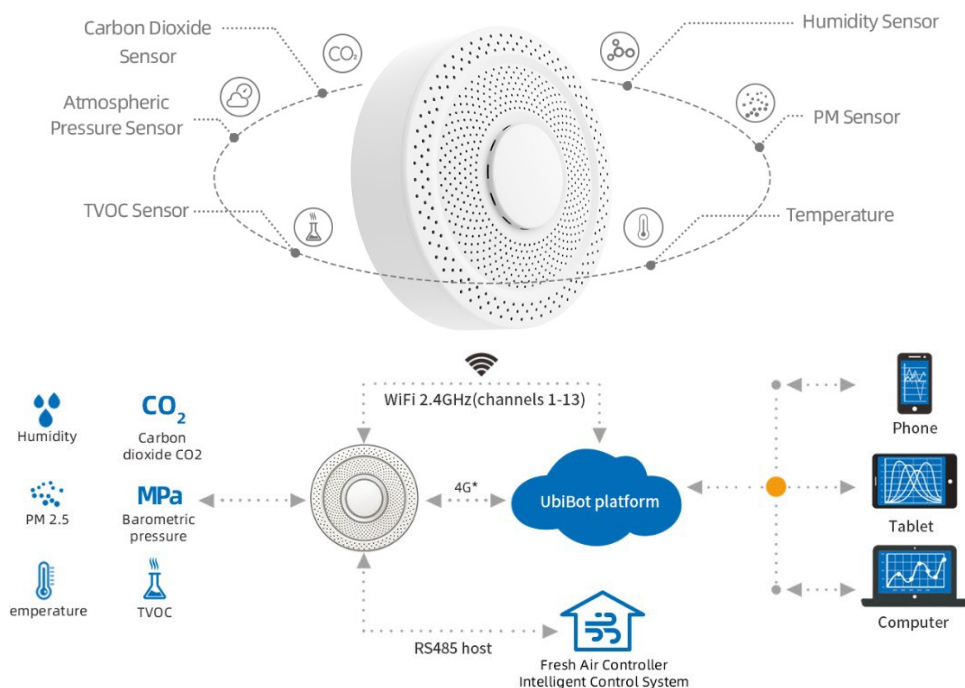 Carbon Dioxide
Sensor
CO₂
Humidity Sensor
Atmospheric
Pressure Sensor
PM Sensor
TVOC Sensor
Temperature
WiFi 2.4GHz(channels 1-13)
Humidity
CO₂
Carbon
dioxide CO2
Phone
PM 2.5
MPa
Barometric
pressure
4G*
UbiBot platform
Tablet
emperature
TVOC
RS485 host
Fresh Air Controller
Intelligent Control System
Computer